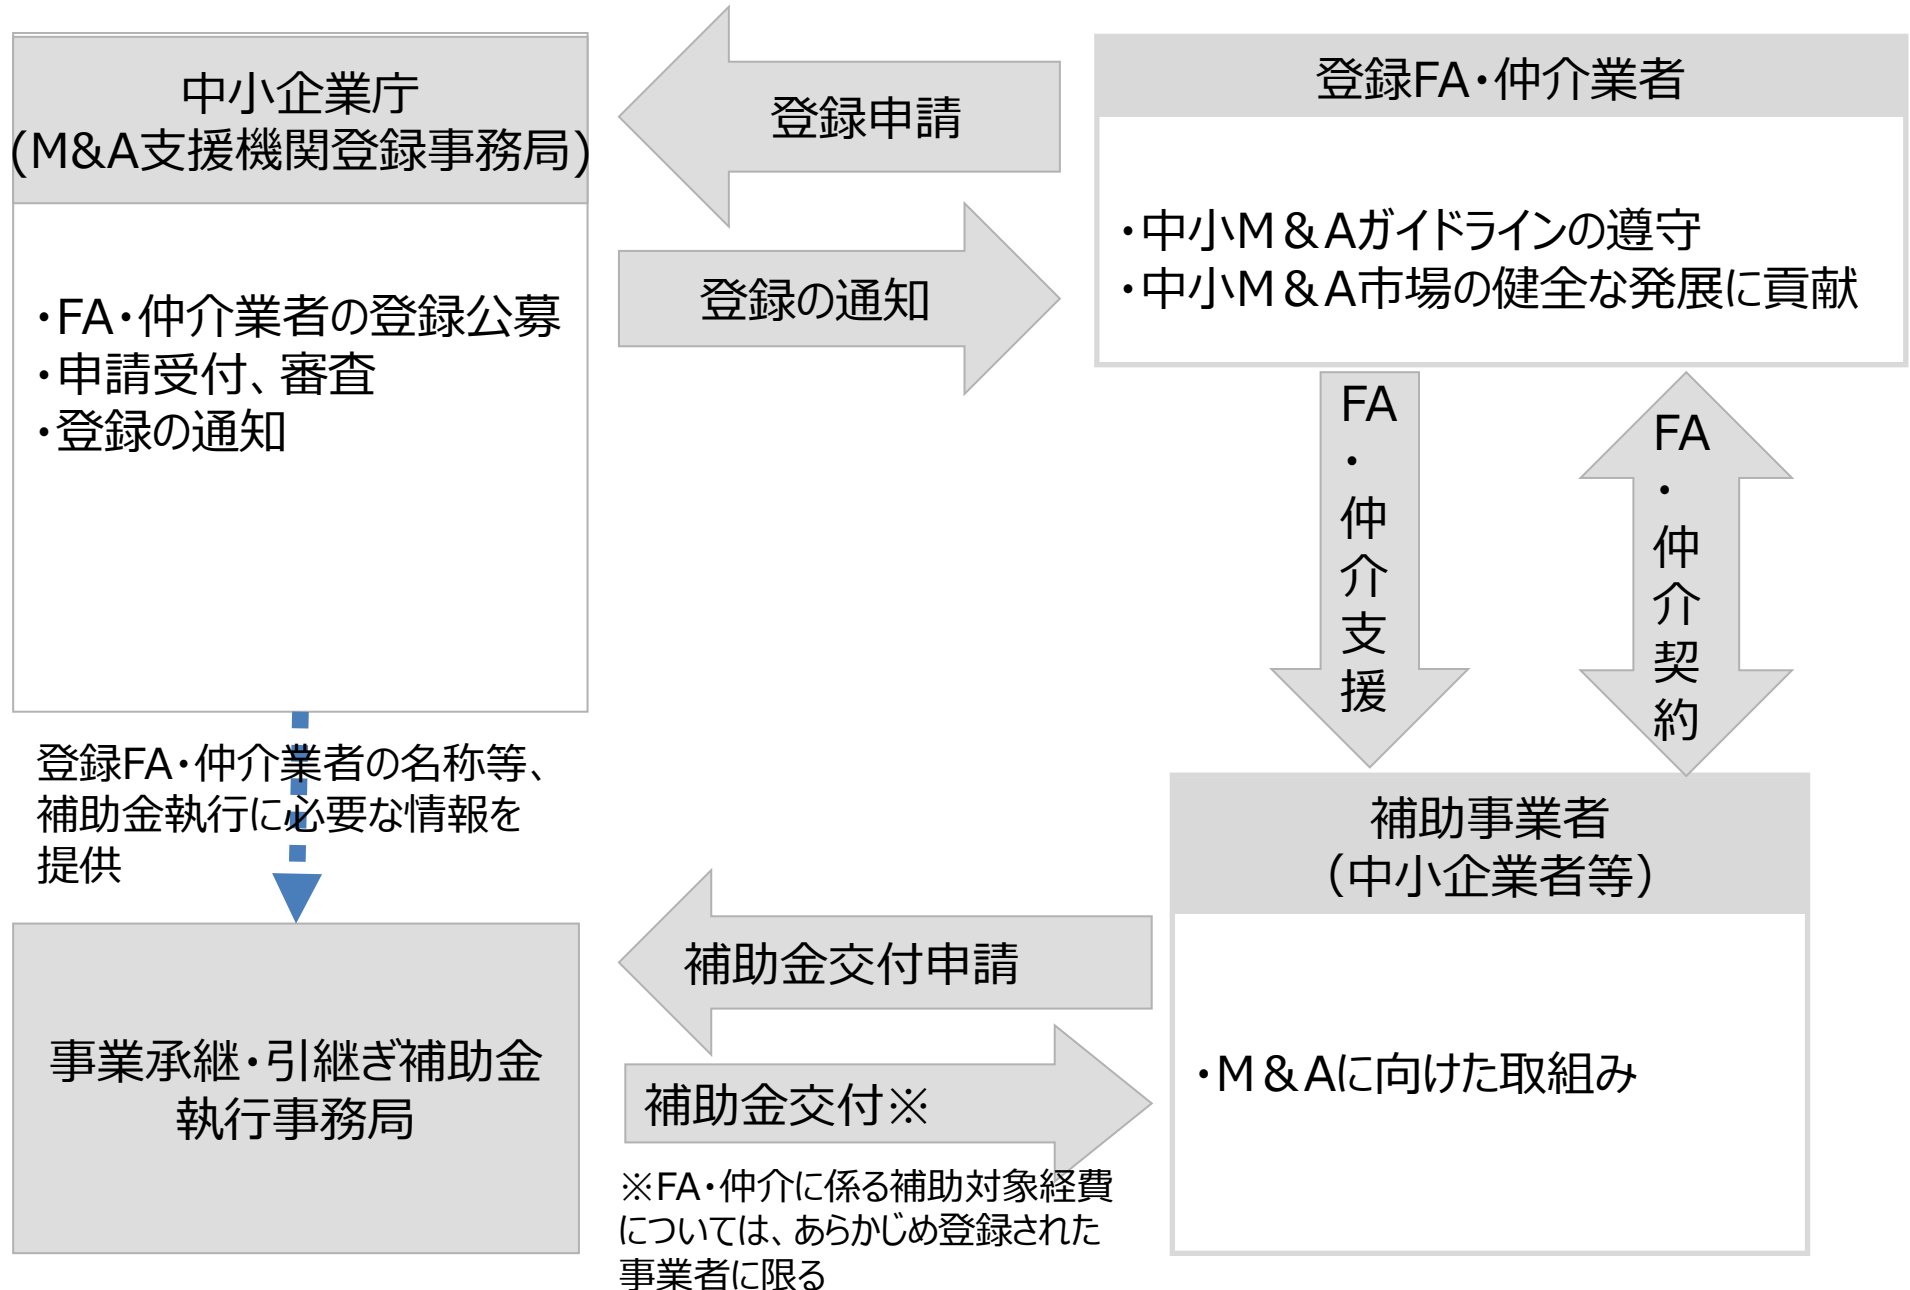 中小企業庁
(M&A支援機関登録事務局)
・FA・仲介業者の登録公募
・申請受付、審査
・登録の通知
登録申請
登録の通知
登録FA・仲介業者
・中小M＆Aガイドラインの遵守
・中小M＆A市場の健全な発展に貢献
FA・仲介支援
FA・仲介契約
登録FA・仲介業者の名称等、
補助金執行に必要な情報を
提供
事業承継・引継ぎ補助金
執行事務局
補助金交付申請
補助金交付※
※FA・仲介に係る補助対象経費
については、あらかじめ登録された
事業者に限る
補助事業者
（中小企業者等）
・M＆Aに向けた取組み